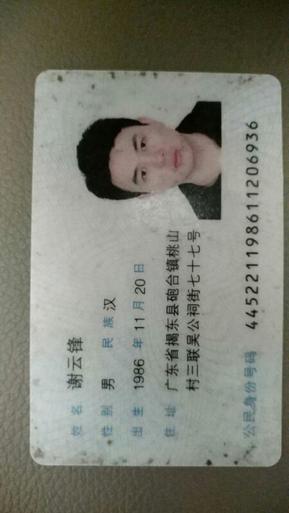 姓名 谢云锋
性别 男 民族 汉
出生 1986 年 11 月 20 日
住址 广东省揭东县砲台镇桃山
村三联吴公祠街七十七号
公民身份号码 445221198611206936